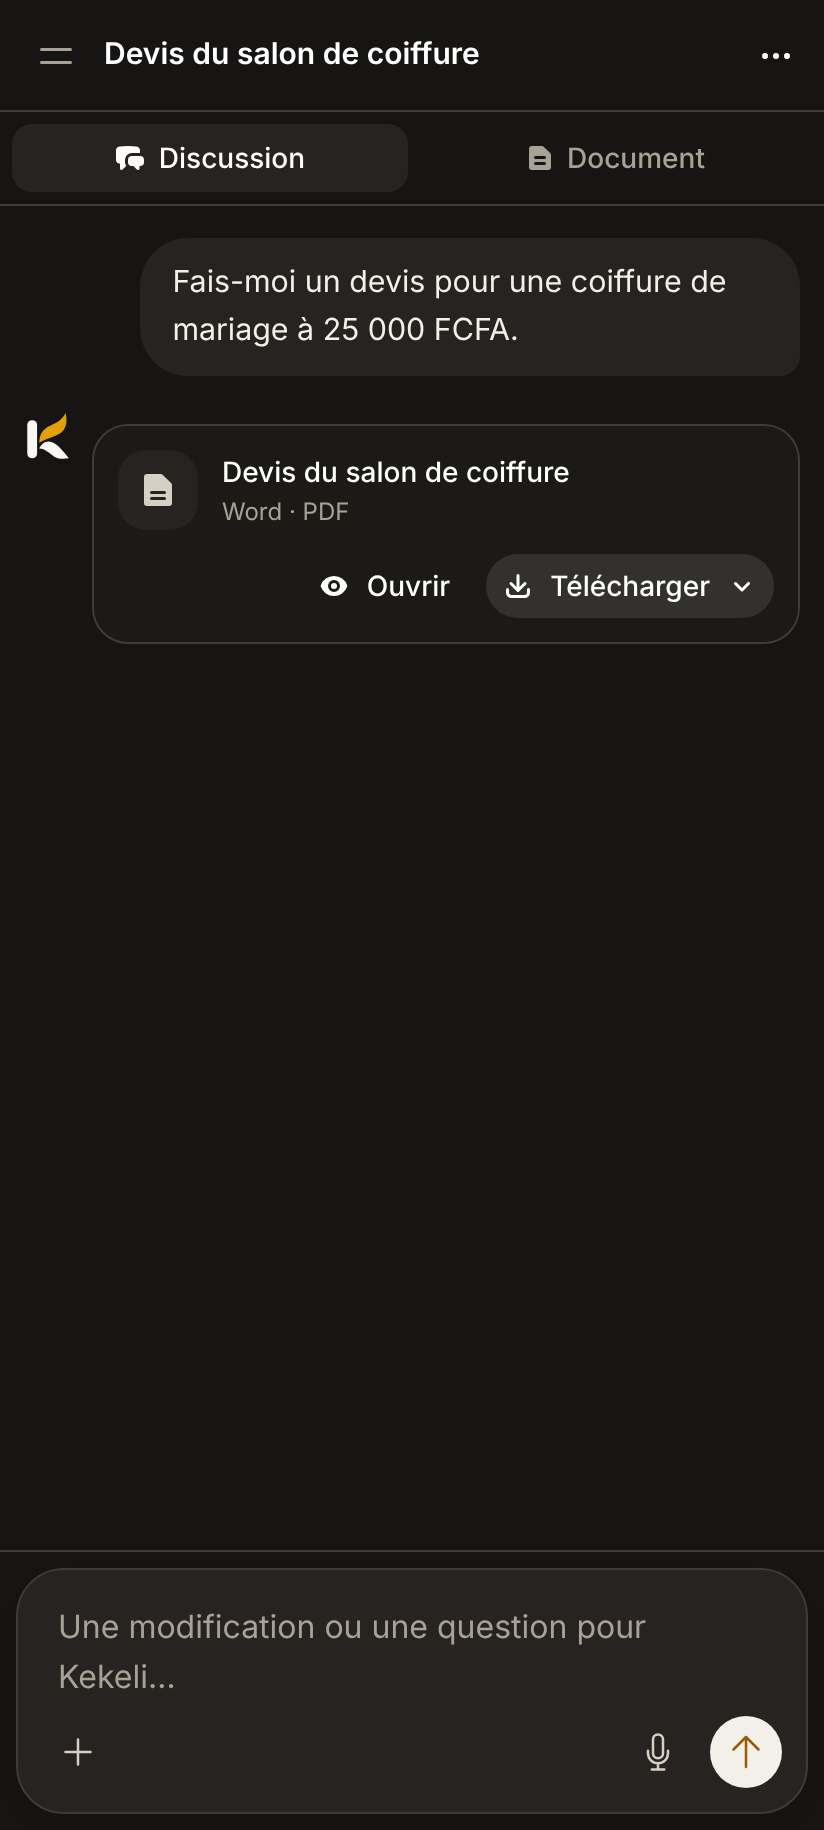 Devis du salon de coiffure
Discussion
Document
Fais-moi un devis pour une coiffure de
mariage à 25 000 FCFA.
Devis du salon de coiffure
Word · PDF
Ouvrir
Télécharger
Une modification ou une question pour
Kekeli...